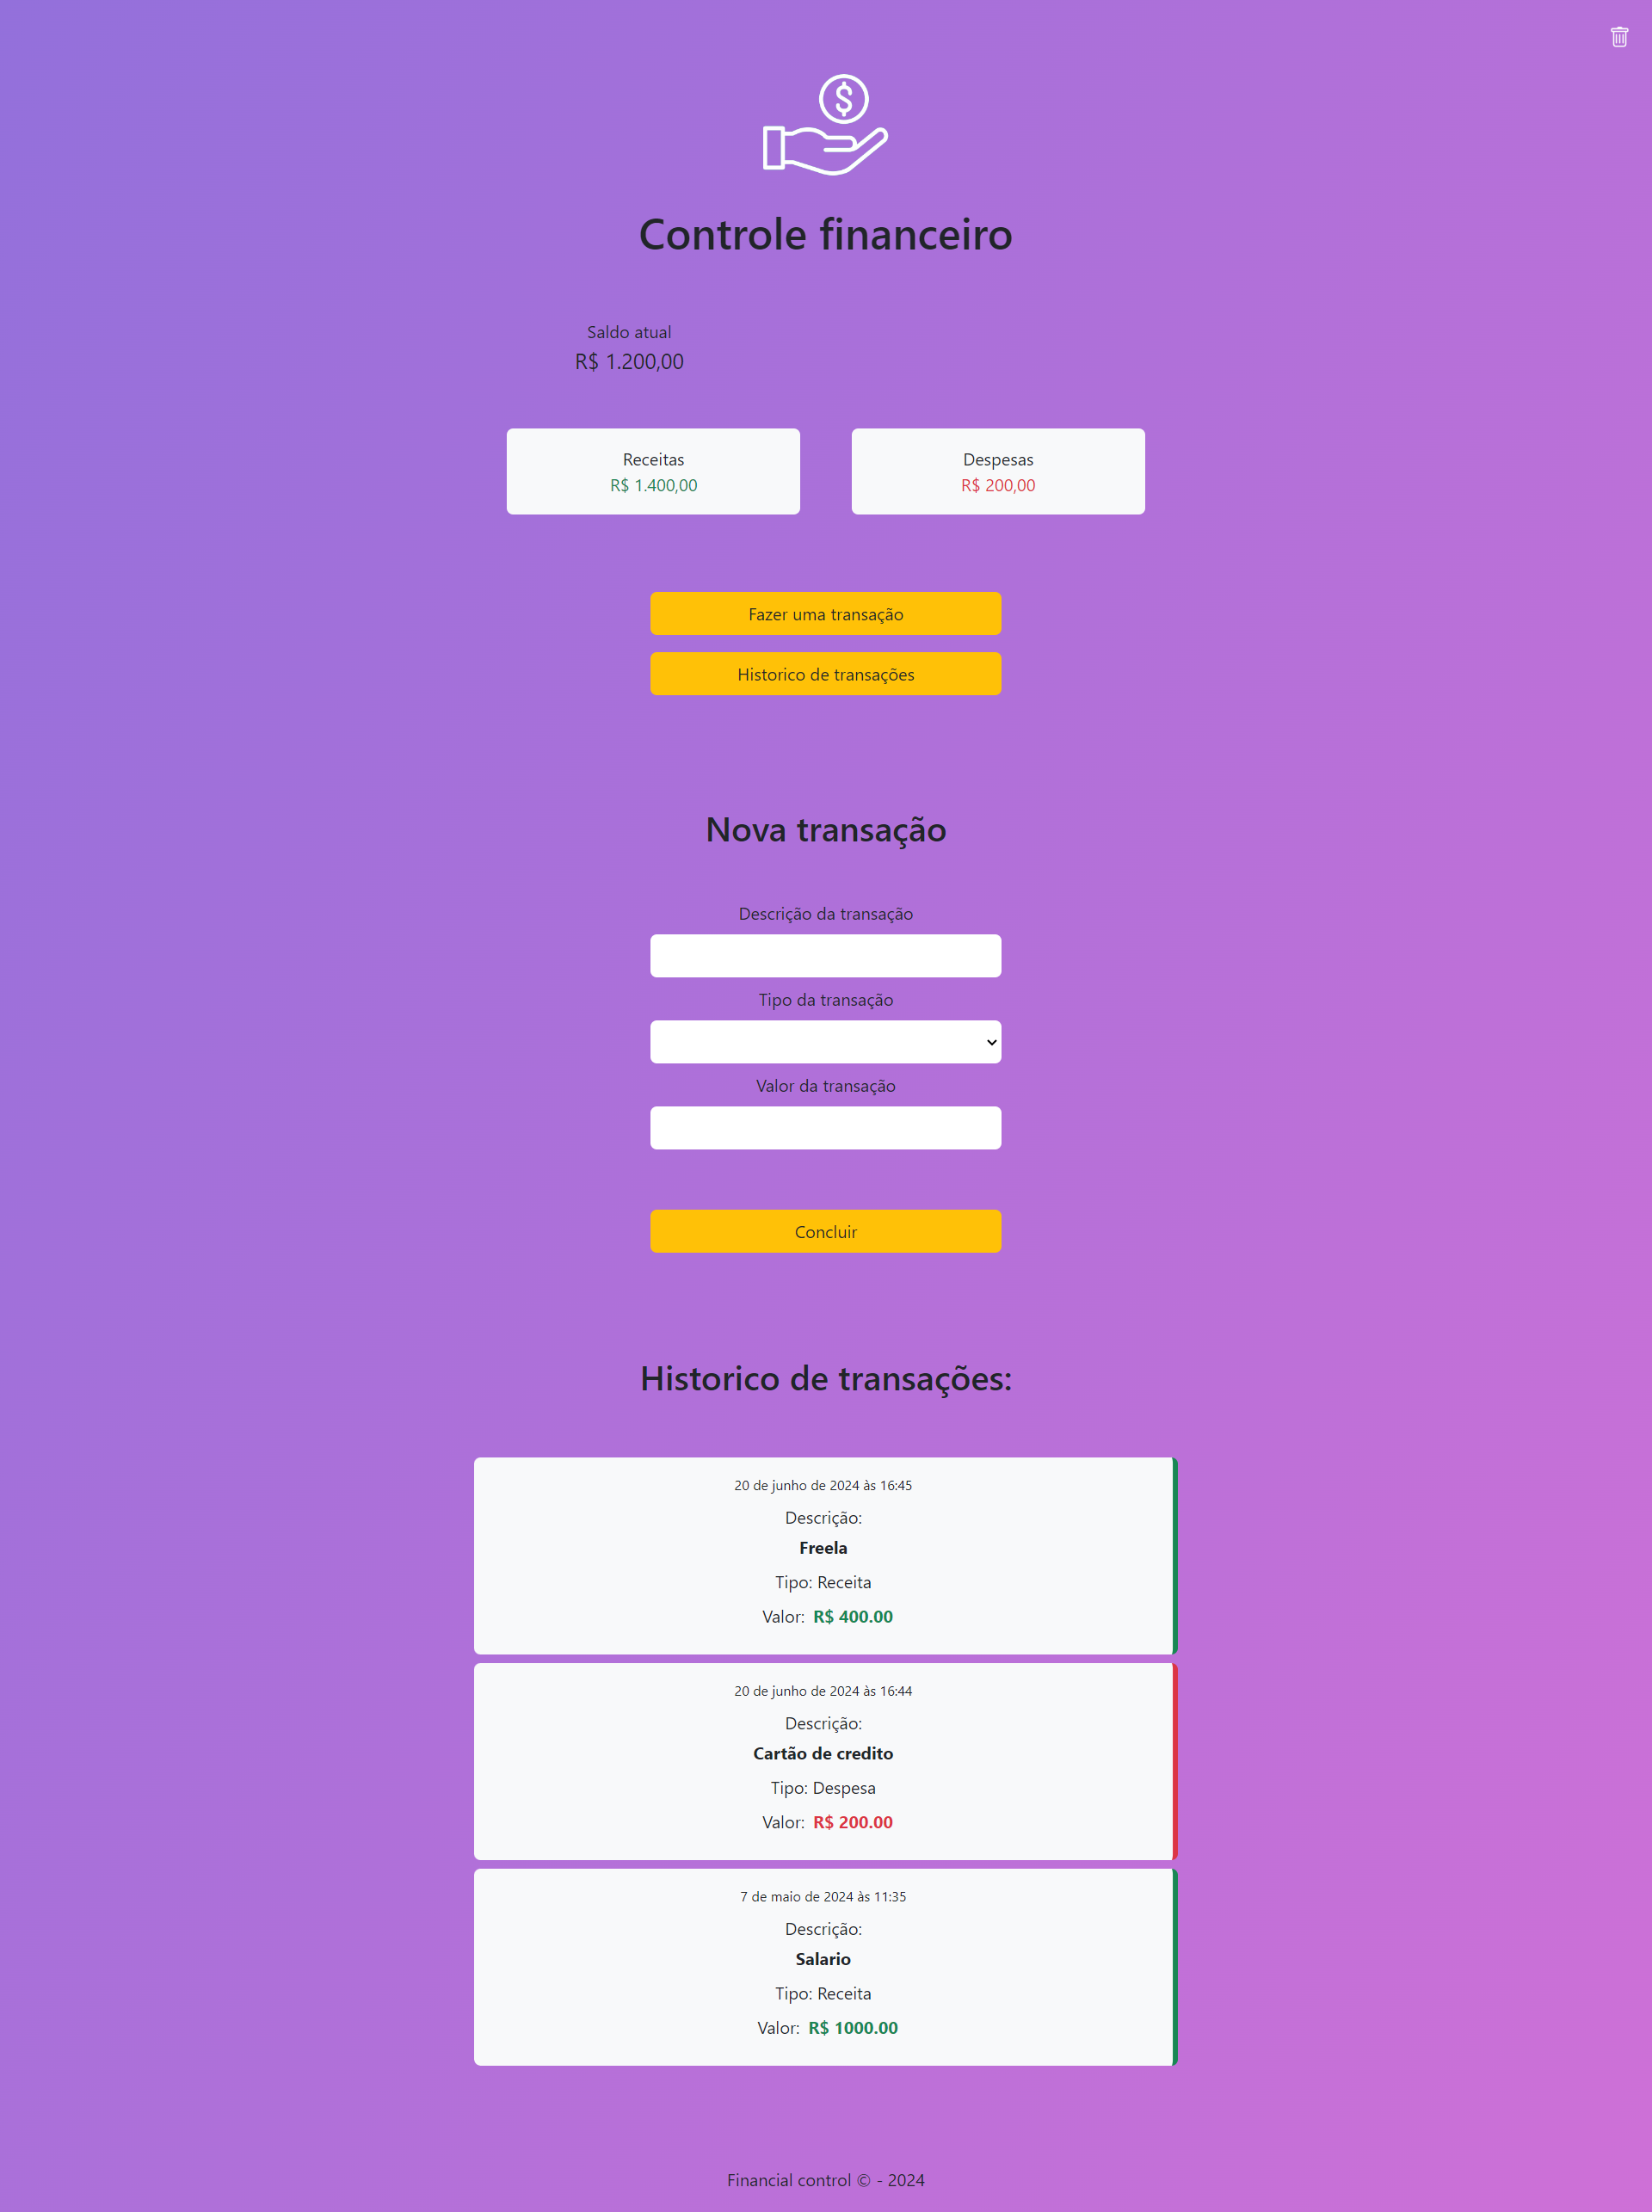 $
Controle financeiro
Saldo atual
R$ 1.200,00
Receitas
R$ 1.400,00
Despesas
R$ 200,00
Fazer uma transação
Historico de transações
Nova transação
Descrição da transação
Tipo da transação
Valor da transação
Concluir
Historico de transações:
20 de junho de 2024 às 16:45
Descrição:
Freela
Tipo: Receita
Valor: R$ 400.00
20 de junho de 2024 às 16:44
Descrição:
Cartão de credito
Tipo: Despesa
Valor: R$ 200.00
7 de maio de 2024 às 11:35
Descrição:
Salario
Tipo: Receita
Valor: R$ 1000.00
Financial control © - 2024